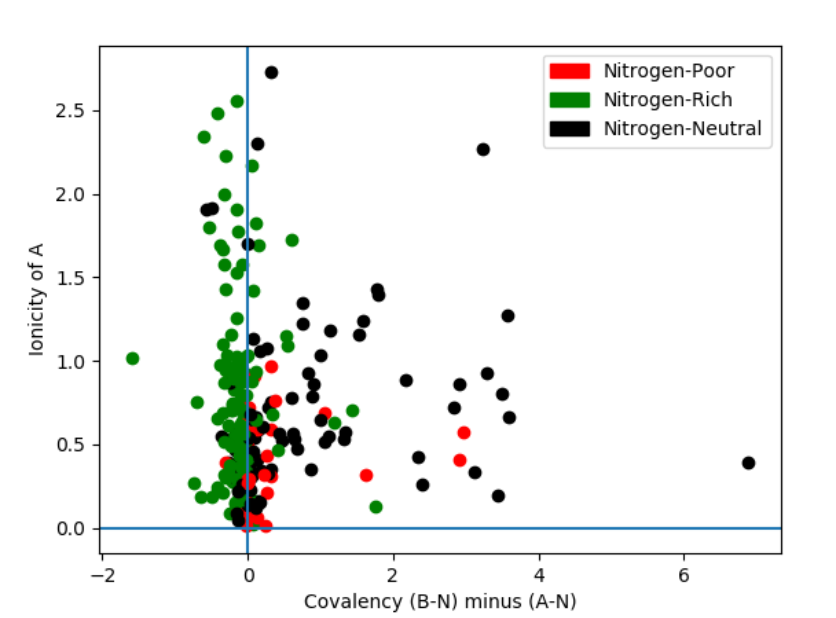 Nitrogen-Poor
Nitrogen-Rich
Nitrogen-Neutral
2.5
2.0
1.5
1.0
0.5
0.0
Ionicity of A
−2 0 2 4 6
Covalency (B-N) minus (A-N)